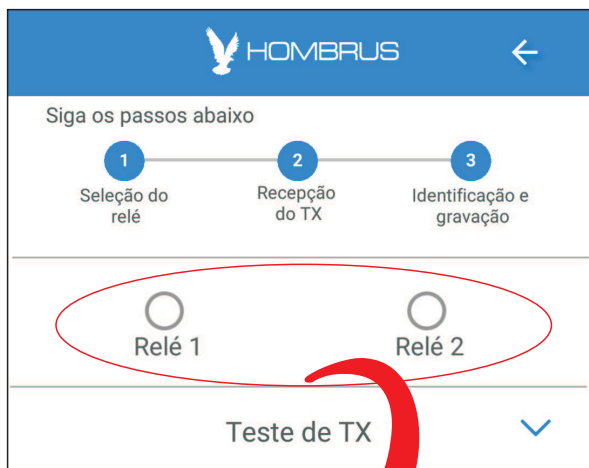 HOMBRUS
Siga os passos abaixo
1
2
3
Seleção do
relé
Recepção
do TX
Identificação e
gravação
Relé 1
Relé 2
Teste de TX